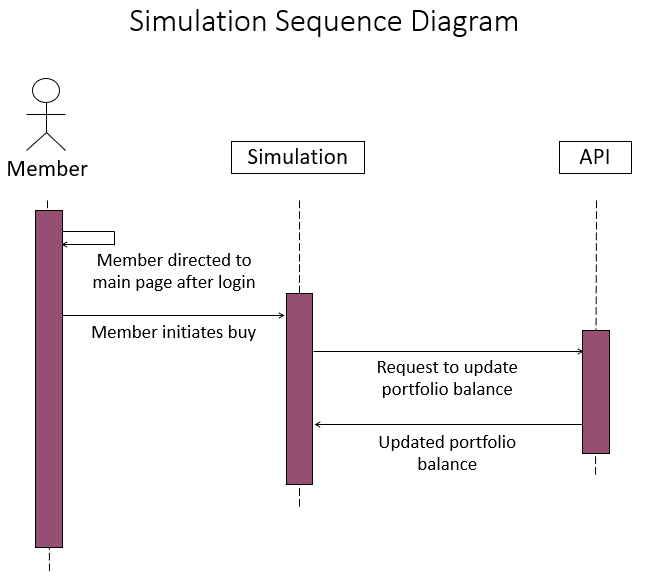 Simulation Sequence Diagram
Member
Simulation
API
Member directed to
main page after login
Member initiates buy
Request to update
portfolio balance
Updated portfolio
balance